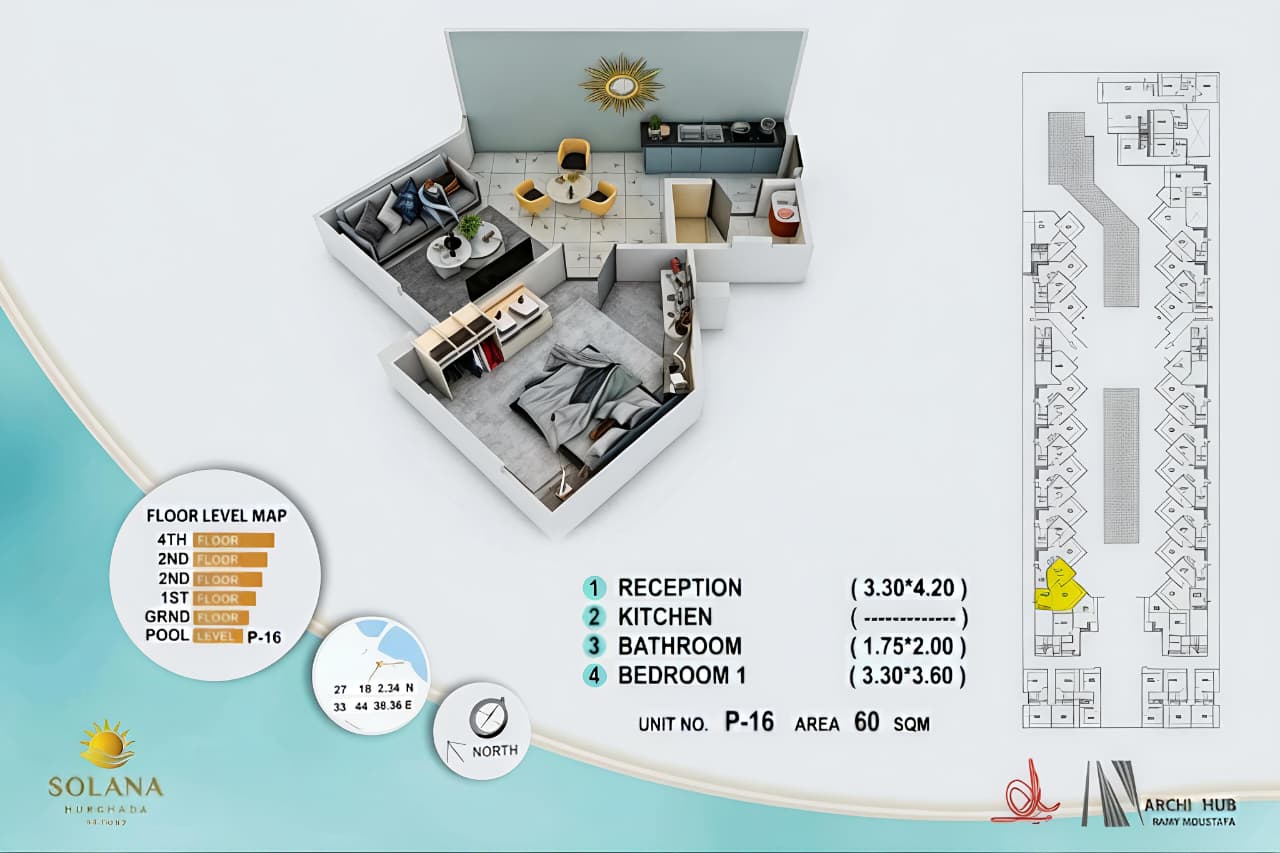 FLOOR LEVEL MAP
4TH FLOOR
2ND FLOOR
2ND FLOOR
1ST FLOOR
GRND FLOOR
POOL LEVEL P-16
27 18 2.34 N
33 44 38.36 E
NORTH
SOLANA
HURGHADA
1 RECEPTION (3.30*4.20)
2 KITCHEN (-------------)
3 BATHROOM (1.75*2.00)
4 BEDROOM 1 (3.30*3.60)
UNIT NO. P-16 AREA 60 SQM
ARCHI HUB
RAMY MOUSTAFA